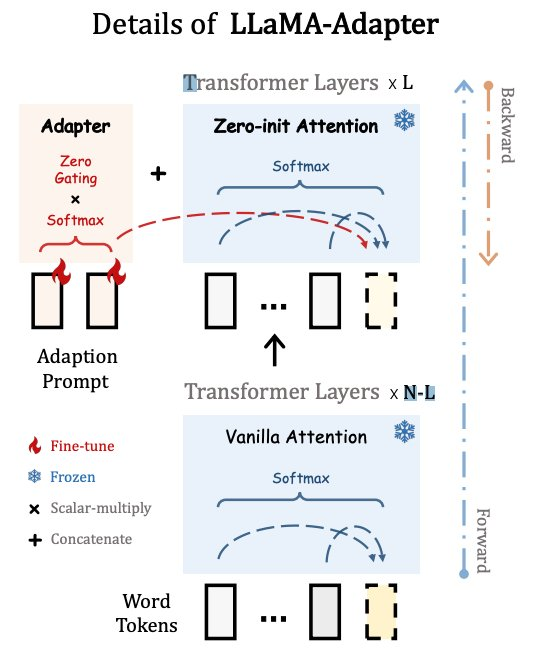 Details of LLaMA-Adapter
Transformer Layers x L
Adapter
Zero
Gating
×
Softmax
+
Zero-init Attention
Softmax
...
Adaption
Prompt
Transformer Layers x N-L
Vanilla Attention
Softmax
...
Word
Tokens
Fine-tune
Frozen
× Scalar-multiply
+ Concatenate
Backward
Forward